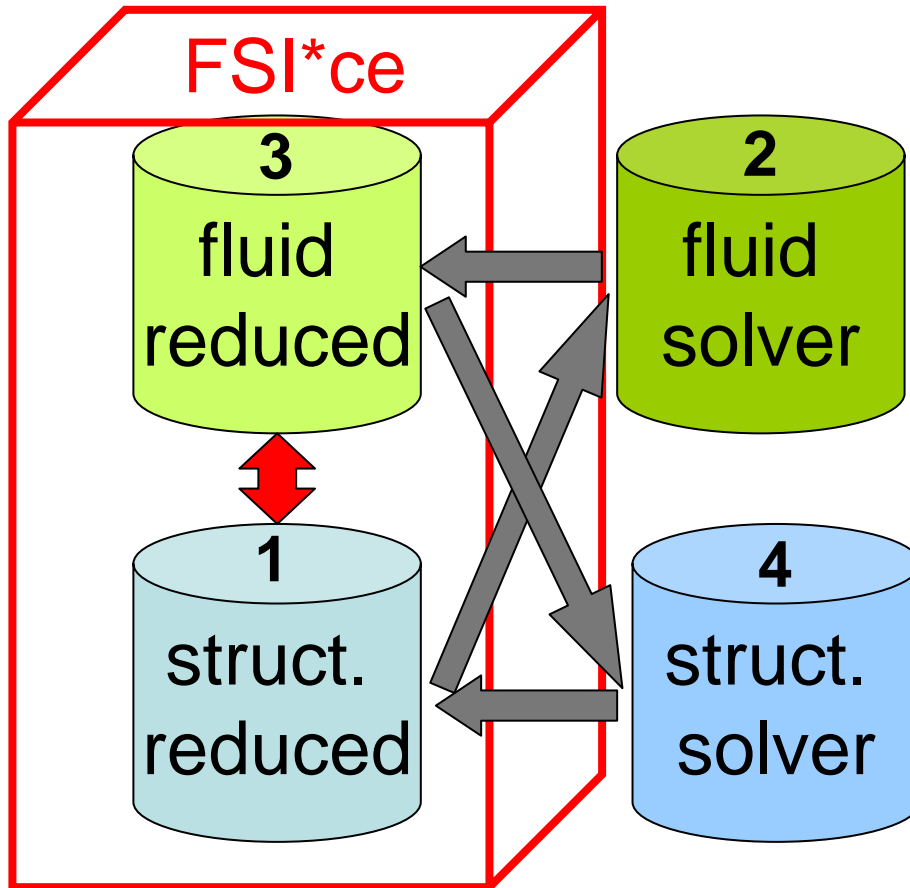 FSI*ce
3
fluid
reduced
2
fluid
solver
1
struct.
reduced
4
struct.
solver